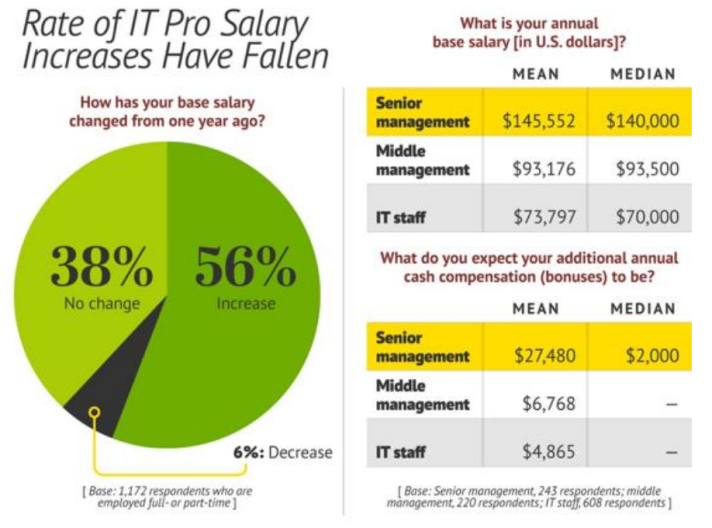 Rate of IT Pro Salary
Increases Have Fallen
How has your base salary
changed from one year ago?
38%
No change
56%
Increase
6%: Decrease
[ Base: 1,172 respondents who are
employed full- or part-time ]
What is your annual
base salary [in U.S. dollars]?
MEAN MEDIAN
Senior
management $145,552 $140,000
Middle
management $93,176 $93,500
IT staff $73,797 $70,000
What do you expect your additional annual
cash compensation (bonuses) to be?
MEAN MEDIAN
Senior
management $27,480 $2,000
Middle
management $6,768 –
IT staff $4,865 –
[ Base: Senior management, 243 respondents; middle
management, 220 respondents; IT staff, 608 respondents ]